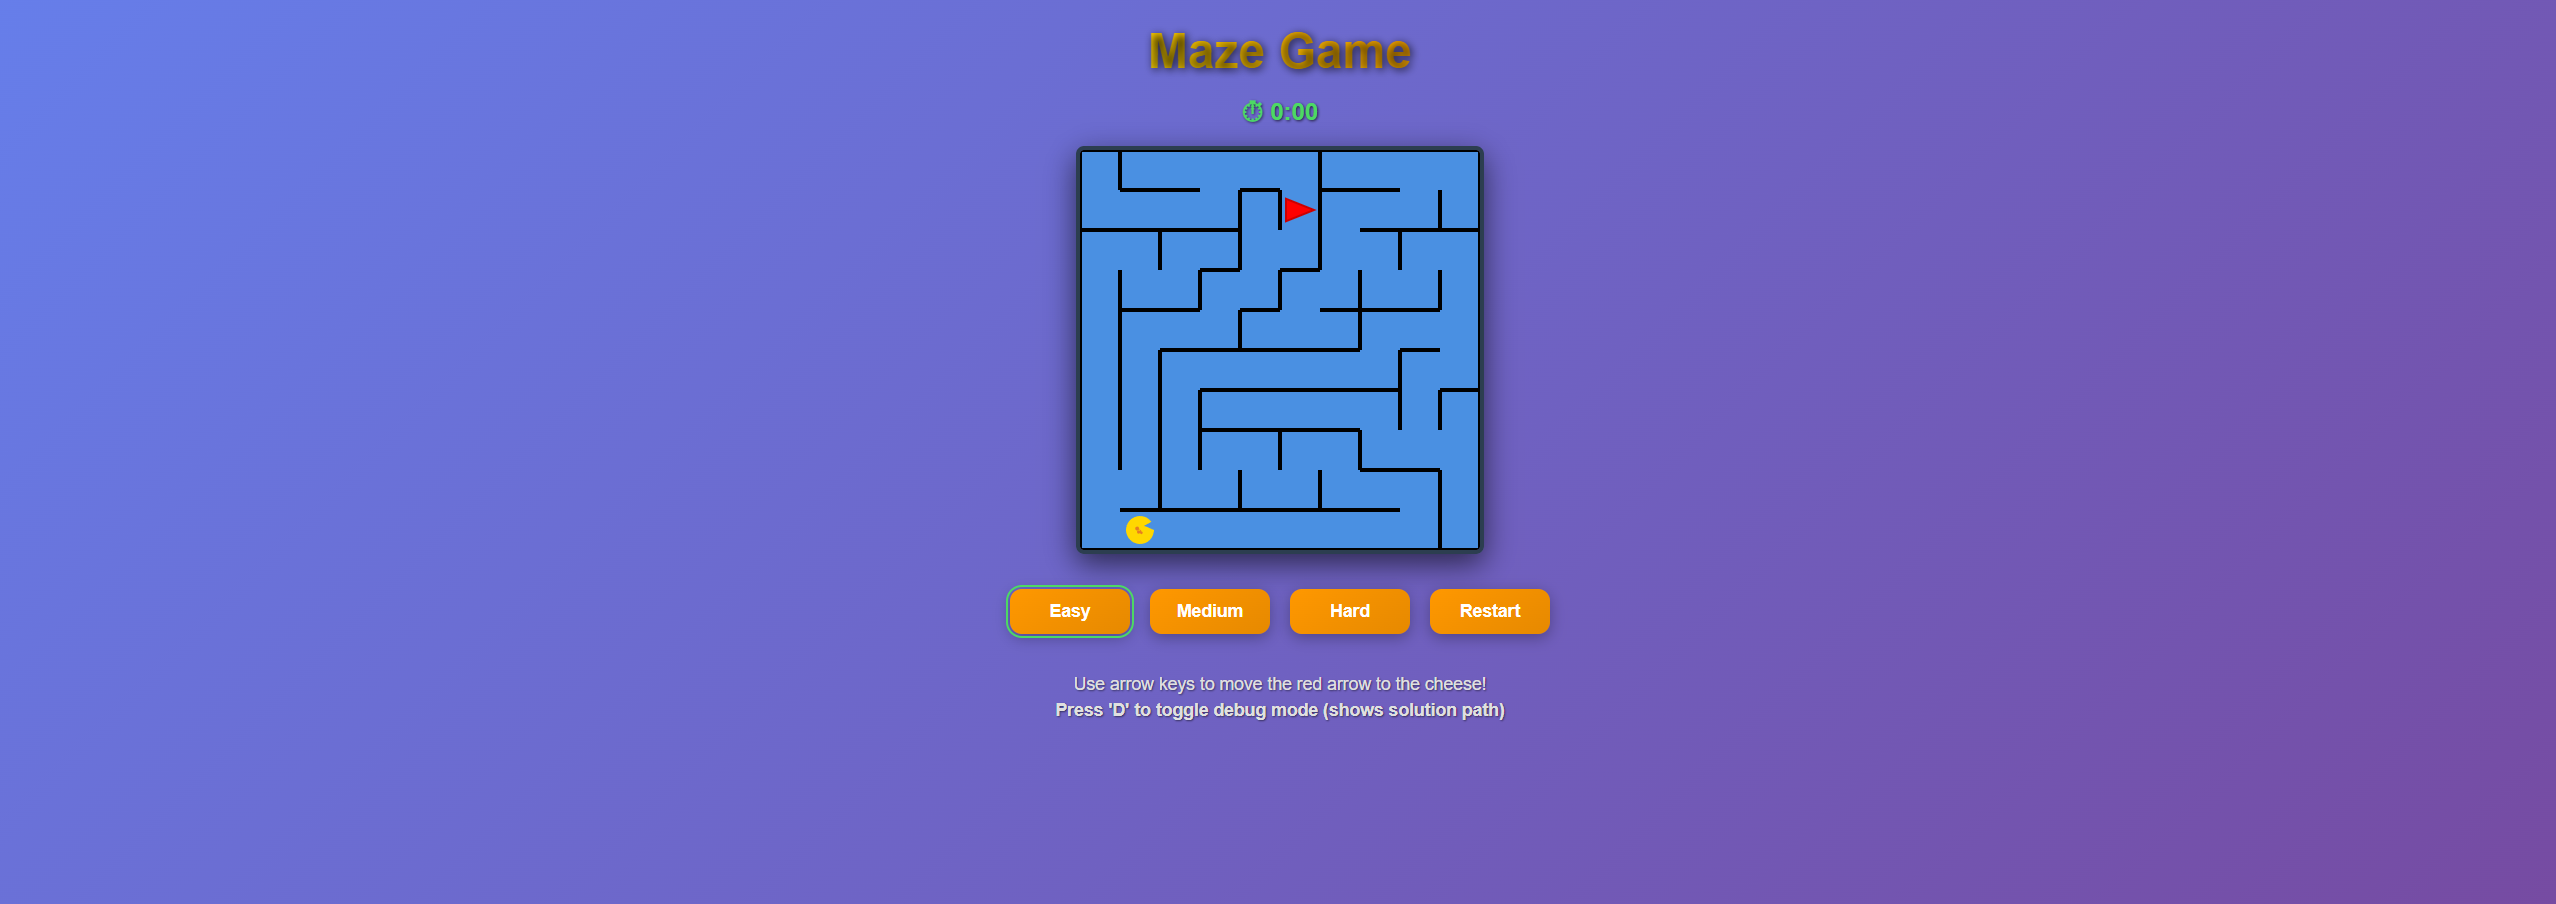 Maze Game
⏱ 0:00
Easy
Medium
Hard
Restart
Use arrow keys to move the red arrow to the cheese!
Press 'D' to toggle debug mode (shows solution path)